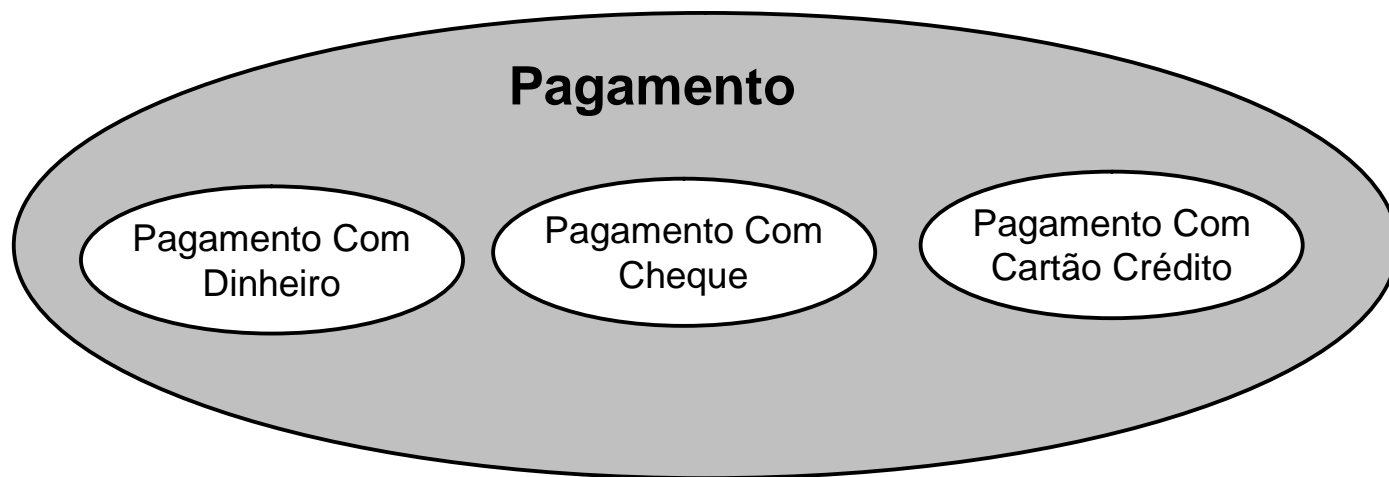 Pagamento
Pagamento Com
Dinheiro
Pagamento Com
Cheque
Pagamento Com
Cartão Crédito